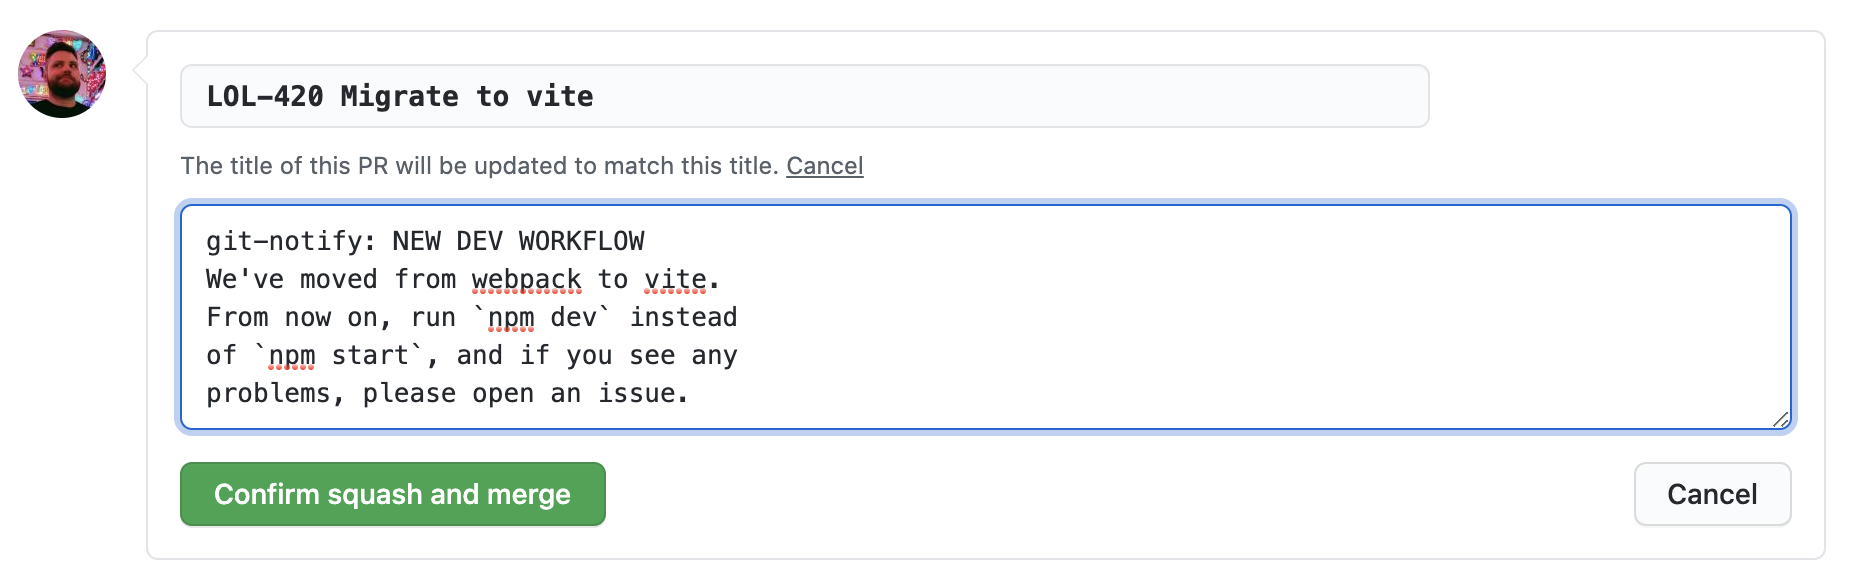 LOL-420 Migrate to vite
The title of this PR will be updated to match this title. Cancel
git-notify: NEW DEV WORKFLOW
We've moved from webpack to vite.
From now on, run `npm dev` instead
of `npm start`, and if you see any
problems, please open an issue.
Confirm squash and merge
Cancel